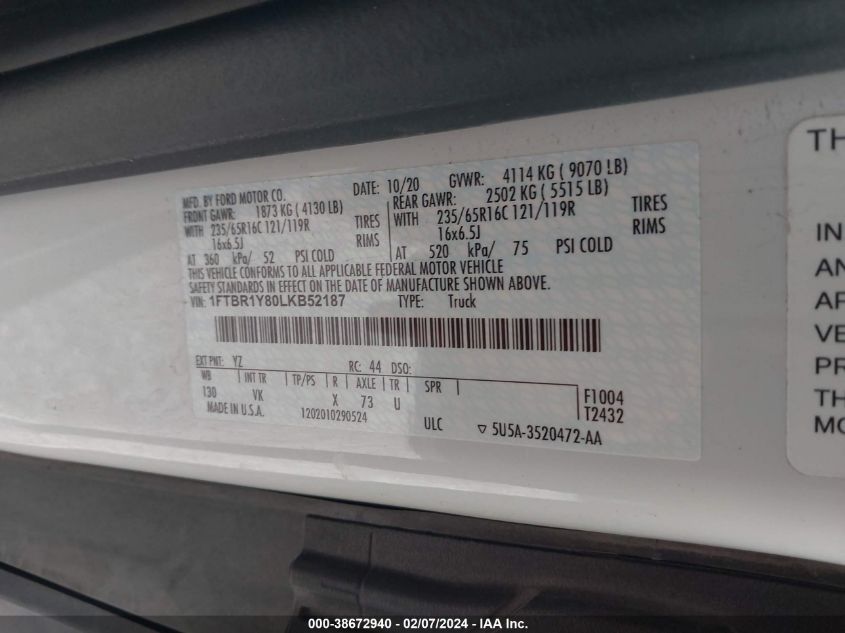 MFD. BY FORD MOTOR CO.
DATE: 10/20 GVWR: 4114 KG ( 9070 LB)
FRONT GAWR: 1873 KG ( 4130 LB)
REAR GAWR: 2502 KG ( 5515 LB)
WITH 235/65R16C 121/119R TIRES
WITH 235/65R16C 121/119R TIRES
16x6.5J RIMS
16x6.5J RIMS
AT 360 kPa/ 52 PSI COLD
AT 520 kPa/ 75 PSI COLD
THIS VEHICLE CONFORMS TO ALL APPLICABLE FEDERAL MOTOR VEHICLE
SAFETY STANDARDS IN EFFECT ON THE DATE OF MANUFACTURE SHOWN ABOVE.
VIN: 1FTBR1Y80LKB52187 TYPE: Truck
EXT PNT: YZ RC: 44 DSO:
WB INT TR TP/PS R AXLE TR SPR
130 VK X 73 U
F1004
T2432
MADE IN U.S.A. 1202010290524
ULC ▽ 5U5A-3520472-AA
TH
IN
AN
AF
VE
PR
TH
MO
000-38672940 - 02/07/2024 - IAA Inc.